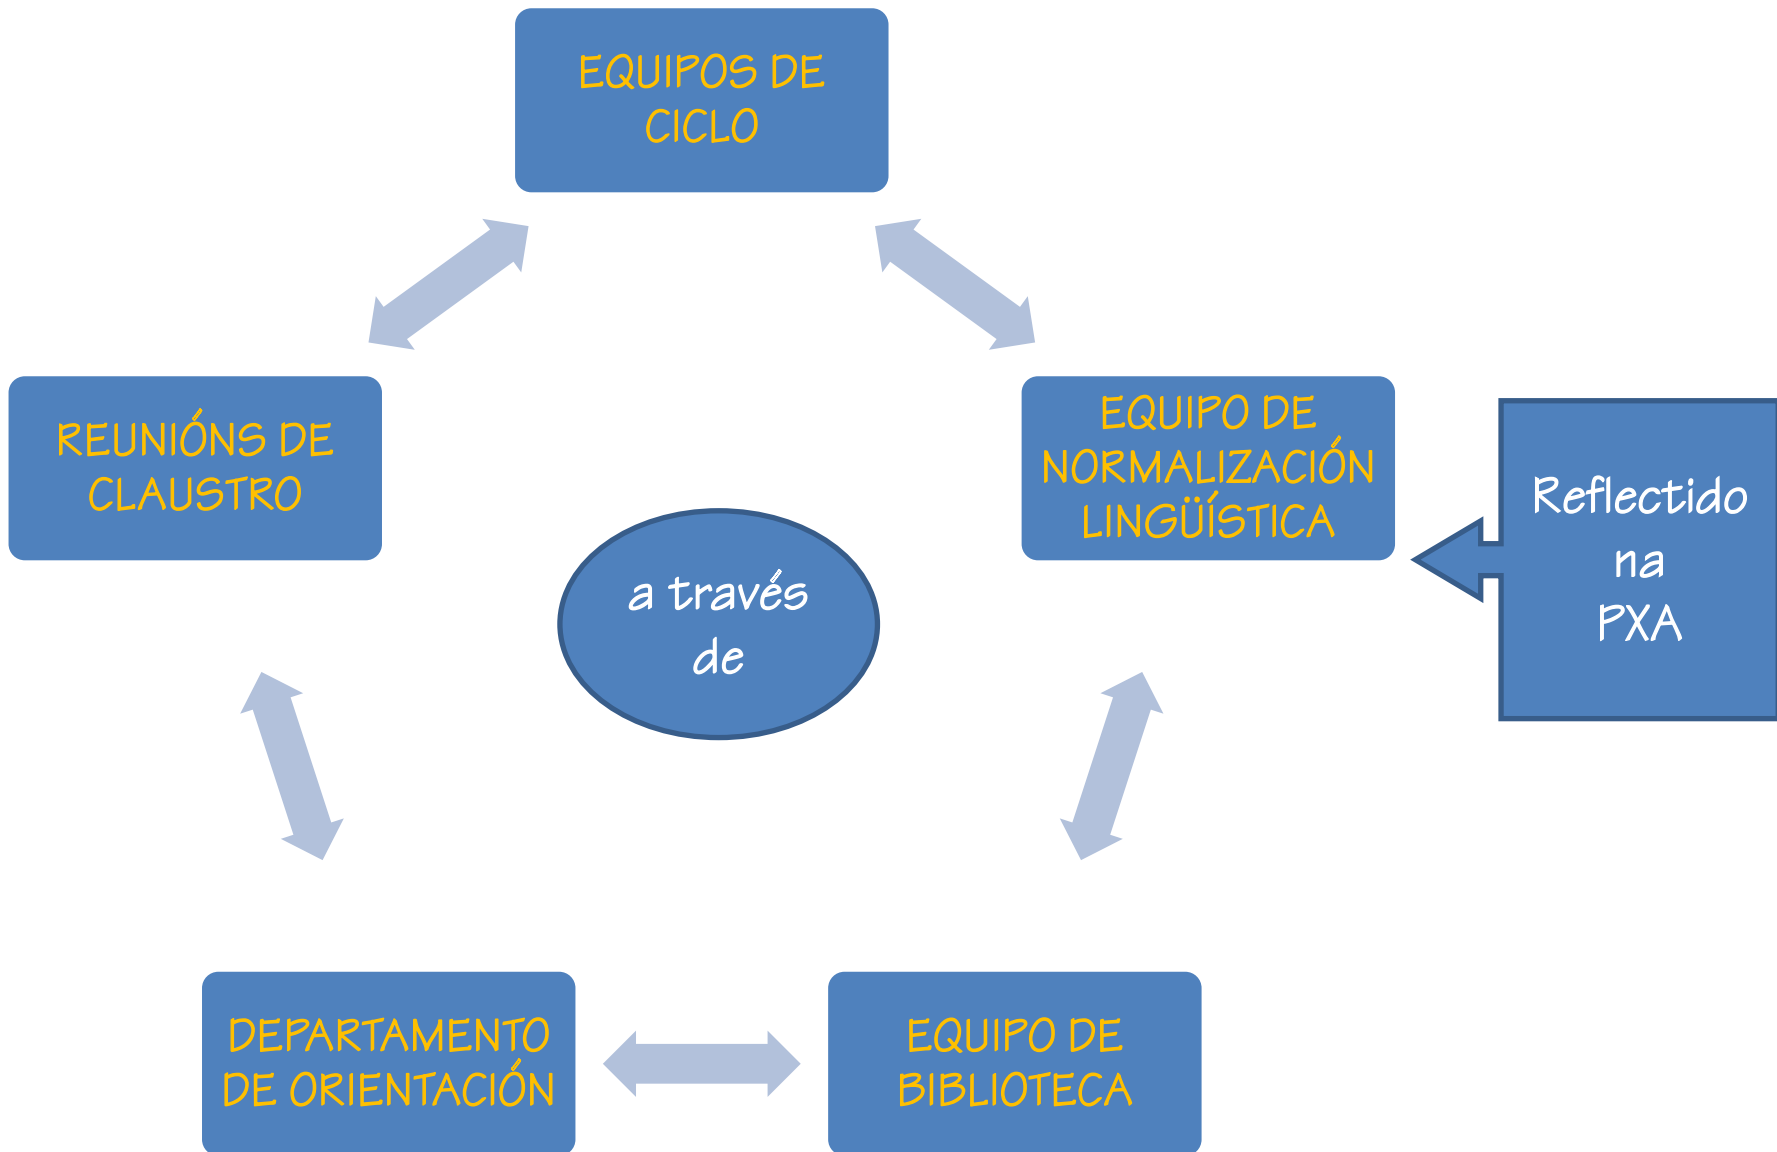 EQUIPOS DE
CICLO
REUNIÓNS DE
CLAUSTRO
EQUIPO DE
NORMALIZACIÓN
LINGÜÍSTICA
Reflectido
na
PXA
a través
de
DEPARTAMENTO
DE ORIENTACIÓN
EQUIPO DE
BIBLIOTECA